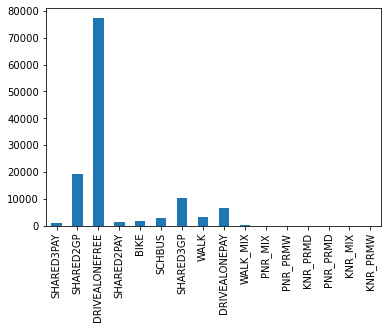 80000
70000
60000
50000
40000
30000
20000
10000
0
SHARED3PAY
SHARED2GP
DRIVEALONEFREE
SHARED2PAY
BIKE
SCHBUS
SHARED3GP
WALK
DRIVEALONEPAY
WALK_MIX
PNR_MIX
PNR_PRMW
KNR_PRMD
PNR_PRMD
KNR_MIX
KNR_PRMW